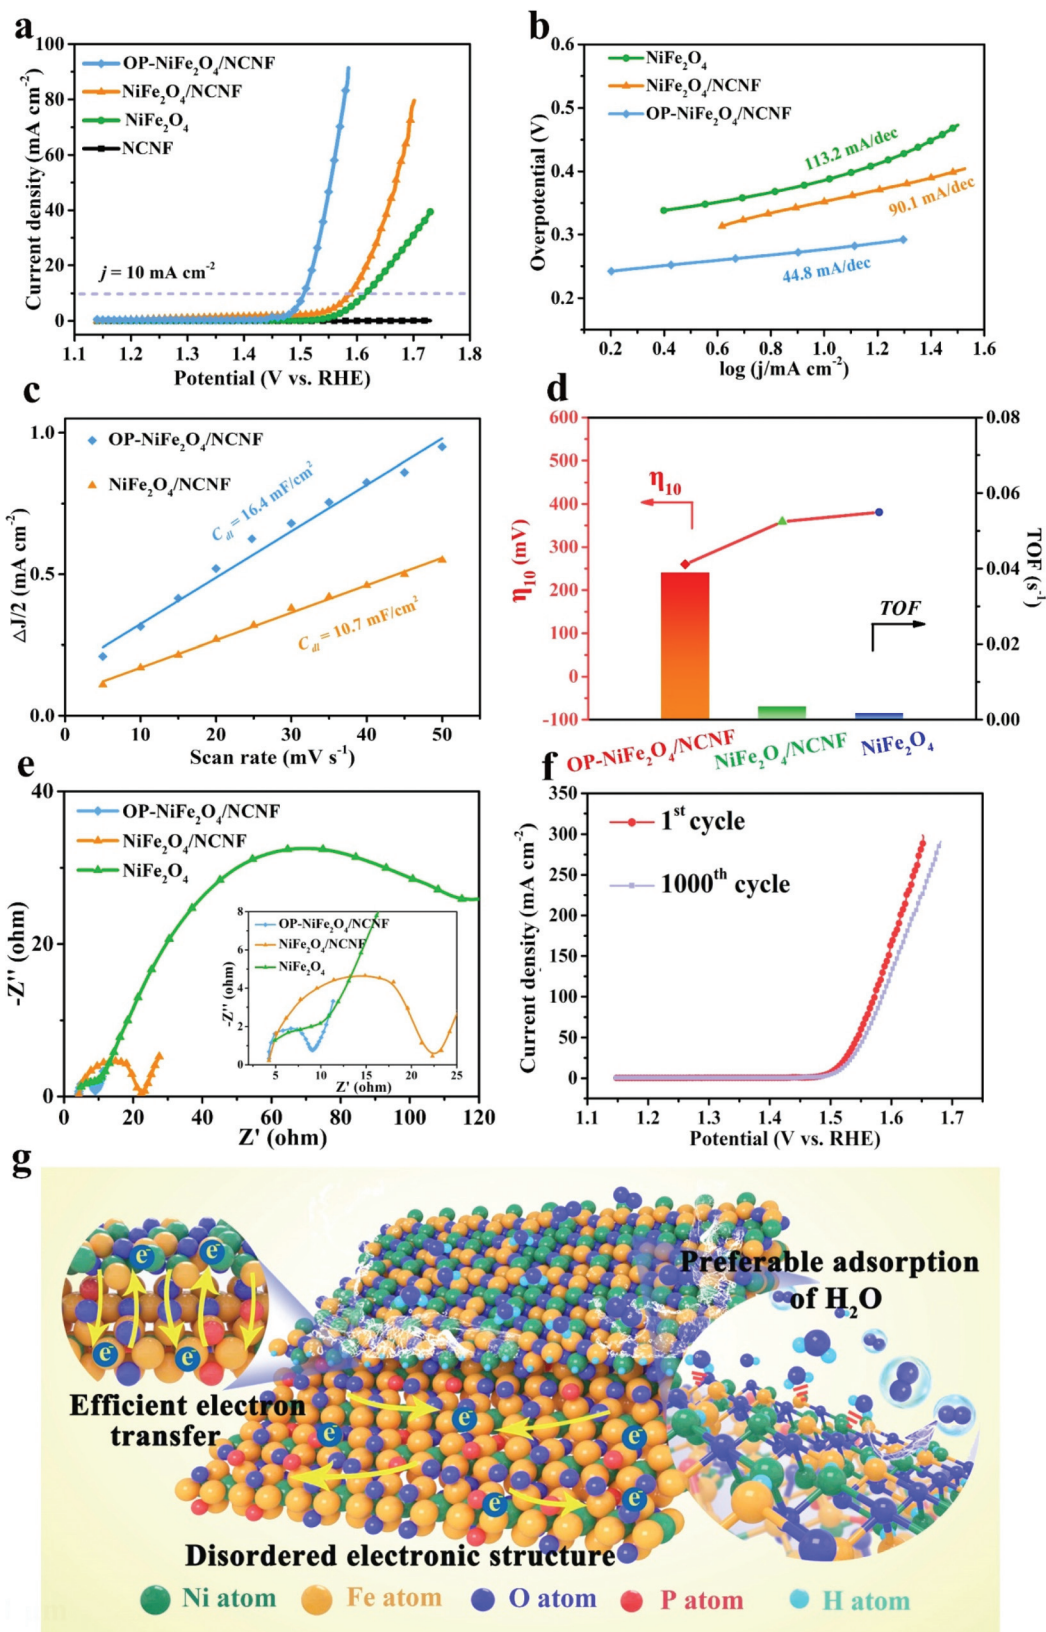 a
100
80
60
40
20
0
Current density (mA cm⁻²)
OP-NiFe₂O₄/NCNF
NiFe₂O₄/NCNF
NiFe₂O₄
NCNF
j = 10 mA cm⁻²
1.1 1.2 1.3 1.4 1.5 1.6 1.7 1.8
Potential (V vs. RHE)
b
0.6
0.5
0.4
0.3
0.2
Overpotential (V)
NiFe₂O₄
NiFe₂O₄/NCNF
OP-NiFe₂O₄/NCNF
113.2 mA/dec
90.1 mA/dec
44.8 mA/dec
0.2 0.4 0.6 0.8 1.0 1.2 1.4 1.6
log (j/mA cm⁻²)
c
1.0
0.5
0.0
△J/2 (mA cm⁻²)
OP-NiFe₂O₄/NCNF
NiFe₂O₄/NCNF
C_dl = 16.4 mF/cm²
C_dl = 10.7 mF/cm²
0 10 20 30 40 50
Scan rate (mV s⁻¹)
d
600
500
400
300
200
100
0
-100
η₁₀ (mV)
η₁₀
TOF
0.08
0.06
0.04
0.02
0.00
TOF (s⁻¹)
OP-NiFe₂O₄/NCNF
NiFe₂O₄/NCNF
NiFe₂O₄
e
40
20
0
-Z'' (ohm)
OP-NiFe₂O₄/NCNF
NiFe₂O₄/NCNF
NiFe₂O₄
8
6
4
2
0
-Z'' (ohm)
OP-NiFe₂O₄/NCNF
NiFe₂O₄/NCNF
NiFe₂O₄
5 10 15 20 25
Z' (ohm)
0 20 40 60 80 100 120
Z' (ohm)
f
350
300
250
200
150
100
50
0
Current density (mA cm⁻²)
1ˢᵗ cycle
1000ᵗʰ cycle
1.1 1.2 1.3 1.4 1.5 1.6 1.7
Potential (V vs. RHE)
g
e⁻ e⁻
e⁻ e⁻
Efficient electron
transfer
Preferable adsorption
of H₂O
e⁻ e⁻ e⁻
e⁻ e⁻
Disordered electronic structure
Ni atom Fe atom O atom P atom H atom